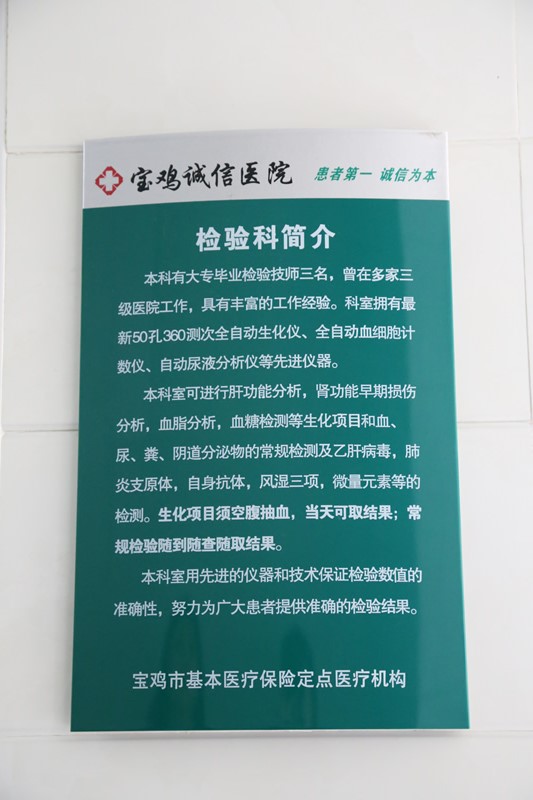 宝鸡诚信医院 患者第一 诚信为本
检验科简介
本科有大专毕业检验技师三名，曾在多家三
级医院工作，具有丰富的工作经验。科室拥有最
新50孔360测次全自动生化仪、全自动血细胞计
数仪、自动尿液分析仪等先进仪器。
本科室可进行肝功能分析，肾功能早期损伤
分析，血脂分析，血糖检测等生化项目和血、
尿、粪、阴道分泌物的常规检测及乙肝病毒，肺
炎支原体，自身抗体，风湿三项，微量元素等的
检测。生化项目须空腹抽血，当天可取结果；常
规检验随到随查随取结果。
本科室用先进的仪器和技术保证检验数值的
准确性，努力为广大患者提供准确的检验结果。
宝鸡市基本医疗保险定点医疗机构